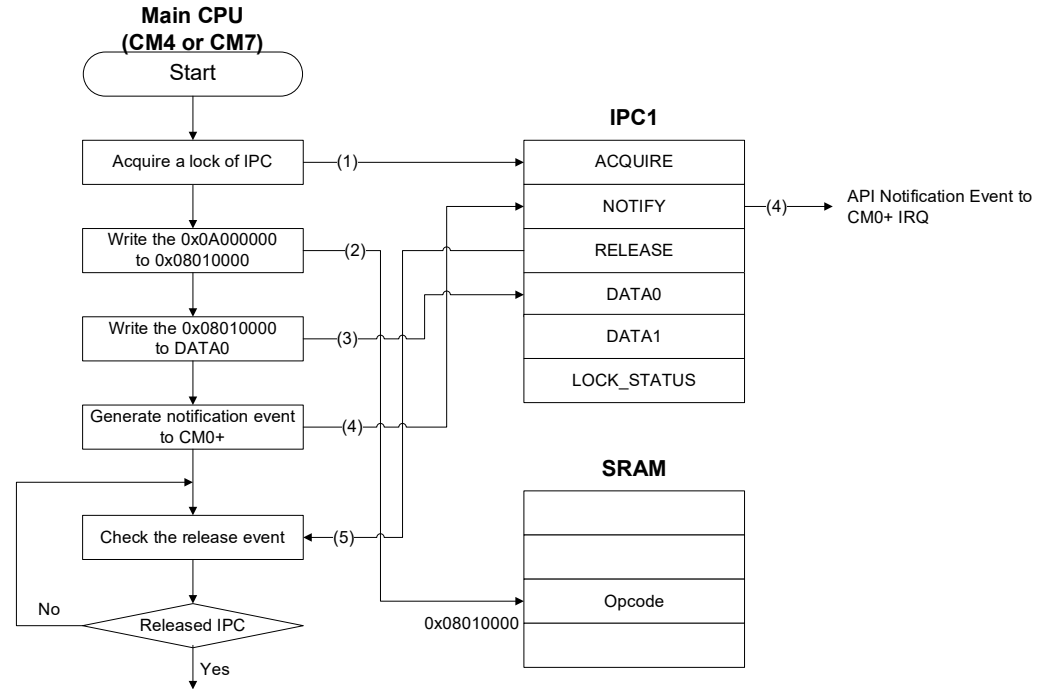 Main CPU
(CM4 or CM7)
Start
Acquire a lock of IPC
(1)
Write the 0x0A000000
to 0x08010000
(2)
Write the 0x08010000
to DATA0
(3)
Generate notification event
to CM0+
(4)
Check the release event
(5)
No
Released IPC
Yes
IPC1
ACQUIRE
NOTIFY
(4)
API Notification Event to
CM0+ IRQ
RELEASE
DATA0
DATA1
LOCK_STATUS
SRAM
Opcode
0x08010000